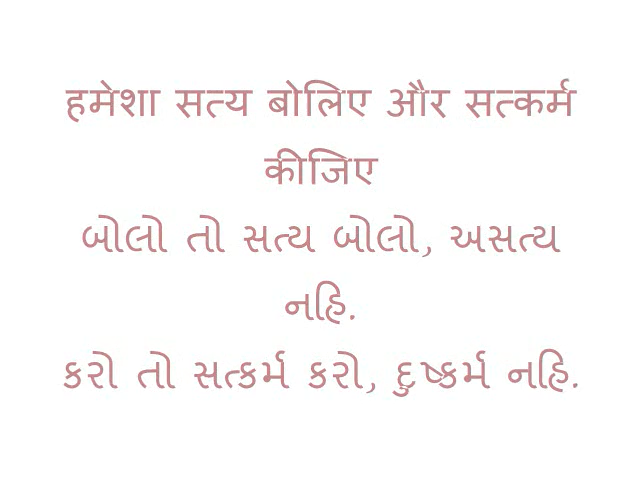 हमेशा सत्य बोलिए और सत्कर्म
कीजिए
બોલો તો સત્ય બોલો, અસત્ય
નહિ.
કરો તો સત્કર્મ કરો, દુષ્કર્મ નહિ.